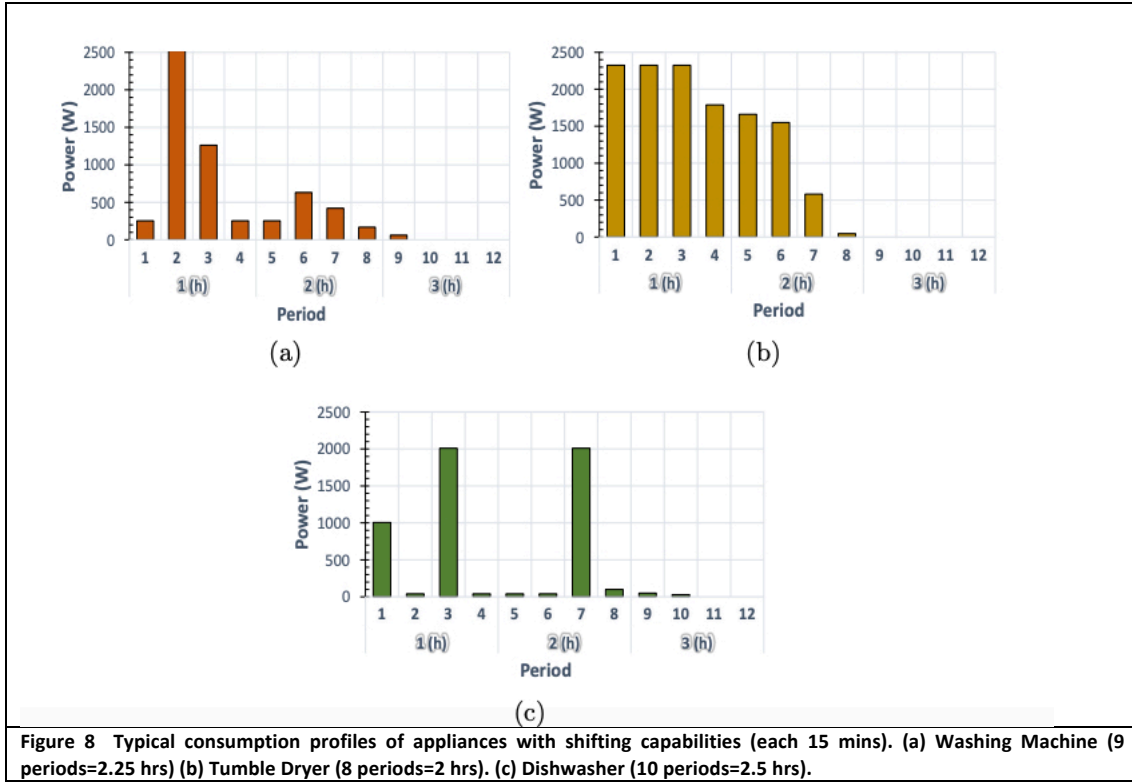 2500
2000
1500
1000
500
0
Power (W)
1 2 3 4 5 6 7 8 9 10 11 12
1 (h) 2 (h) 3 (h)
Period
(a)
2500
2000
1500
1000
500
0
Power (W)
1 2 3 4 5 6 7 8 9 10 11 12
1 (h) 2 (h) 3 (h)
Period
(b)
2500
2000
1500
1000
500
0
Power (W)
1 2 3 4 5 6 7 8 9 10 11 12
1 (h) 2 (h) 3 (h)
Period
(c)
Figure 8 Typical consumption profiles of appliances with shifting capabilities (each 15 mins). (a) Washing Machine (9
periods=2.25 hrs) (b) Tumble Dryer (8 periods=2 hrs). (c) Dishwasher (10 periods=2.5 hrs).